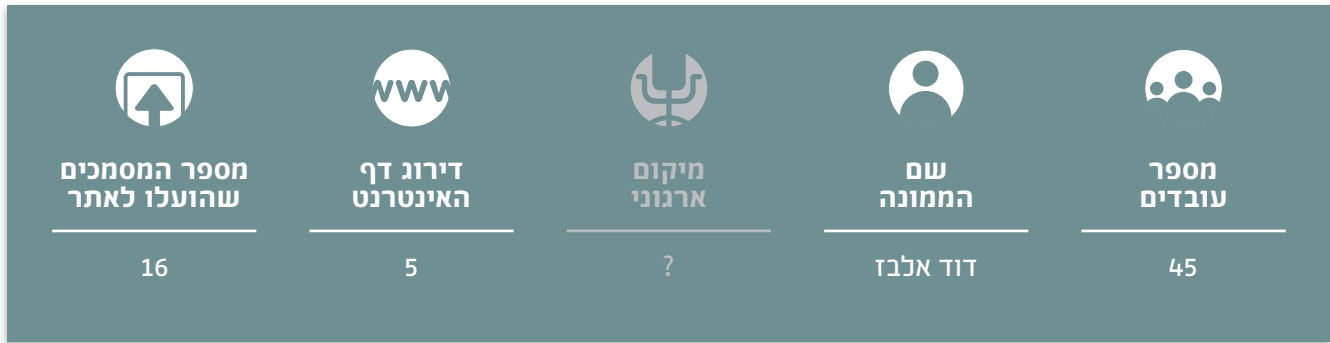 מספר
עובדים
45
שם
הממונה
דוד אלבז
מיקום
ארגוני
?
דירוג דף
האינטרנט
5
www
מספר המסמכים
שהועלו לאתר
16